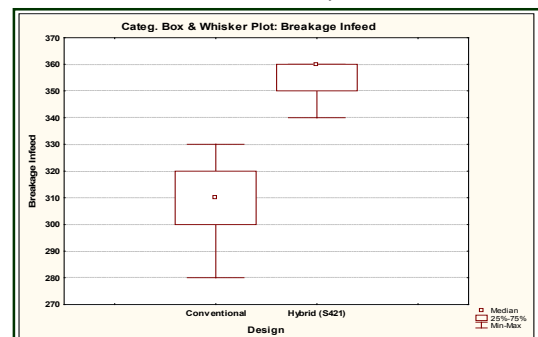 Categ. Box & Whisker Plot: Breakage Infeed
370
360
350
340
330
320
310
300
290
280
270
Breakage Infeed
Conventional
Hybrid (S421)
Design
Median
25%-75%
Min-Max